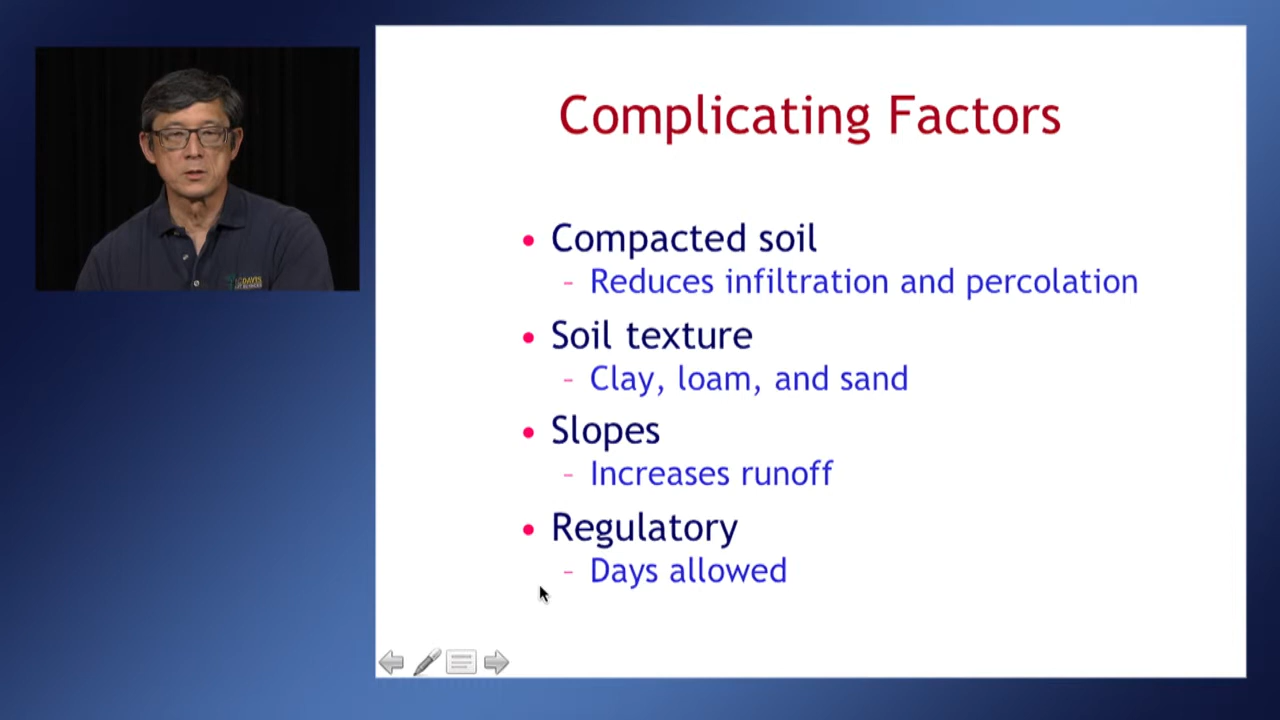 Complicating Factors
• Compacted soil
– Reduces infiltration and percolation
• Soil texture
– Clay, loam, and sand
• Slopes
– Increases runoff
• Regulatory
– Days allowed